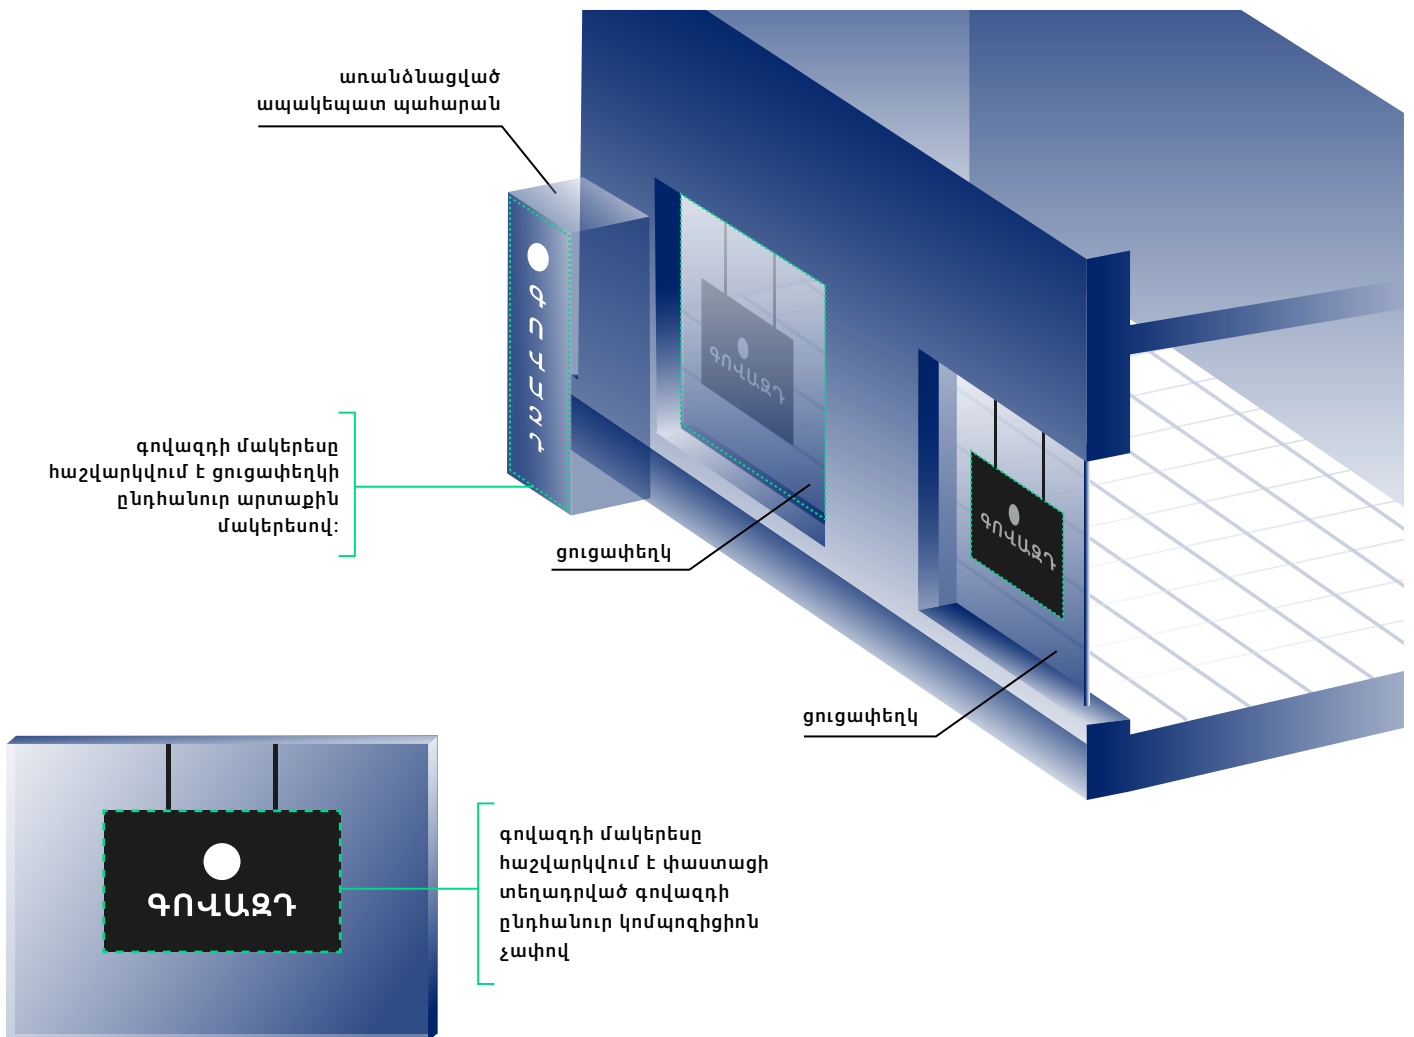 առանձնացված
ապակեպատ պահարան
ԳՈՎԱԶԴ
ԳՈՎԱԶԴ
ԳՈՎԱԶԴ
գովազդի մակերեսը
հաշվարկվում է ցուցափեղկի
ընդհանուր արտաքին
մակերեսով:
ցուցափեղկ
ցուցափեղկ
ԳՈՎԱԶԴ
գովազդի մակերեսը
հաշվարկվում է փաստացի
տեղադրված գովազդի
ընդհանուր կոմպոզիցիոն
չափով